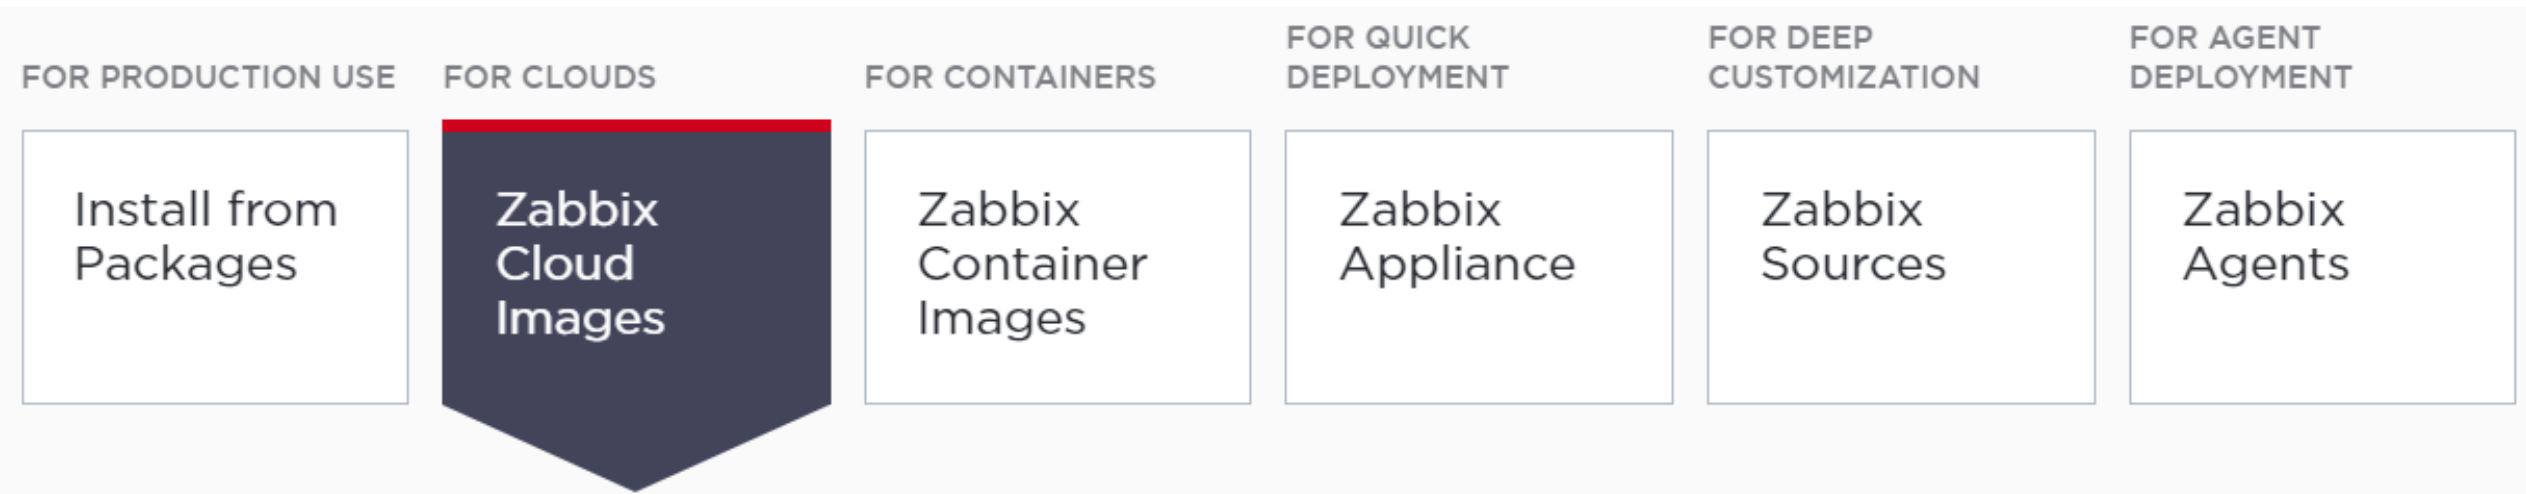 FOR PRODUCTION USE
Install from
Packages
FOR CLOUDS
Zabbix
Cloud
Images
FOR CONTAINERS
Zabbix
Container
Images
FOR QUICK
DEPLOYMENT
Zabbix
Appliance
FOR DEEP
CUSTOMIZATION
Zabbix
Sources
FOR AGENT
DEPLOYMENT
Zabbix
Agents